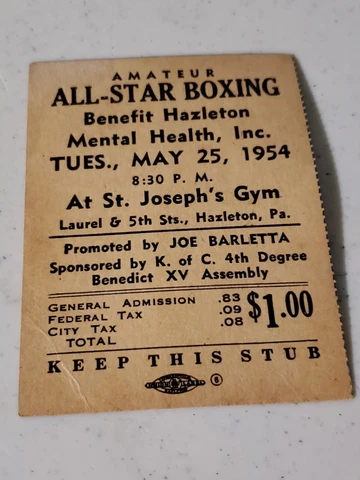 AMATEUR
ALL-STAR BOXING
Benefit Hazleton
Mental Health, Inc.
TUES., MAY 25, 1954
8:30 P. M.
At St. Joseph's Gym
Laurel & 5th Sts., Hazleton, Pa.
Promoted by JOE BARLETTA
Sponsored by K. of C. 4th Degree
Benedict XV Assembly
GENERAL ADMISSION .83
FEDERAL TAX .09
CITY TAX .08
TOTAL $1.00
KEEP THIS STUB
6